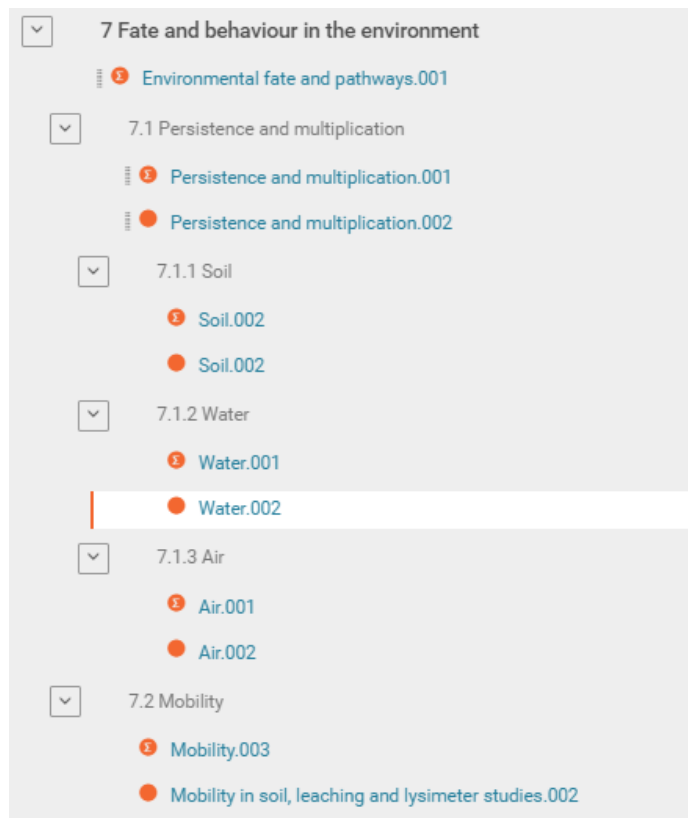 7 Fate and behaviour in the environment
Σ Environmental fate and pathways.001
7.1 Persistence and multiplication
Σ Persistence and multiplication.001
Persistence and multiplication.002
7.1.1 Soil
Σ Soil.002
Soil.002
7.1.2 Water
Σ Water.001
Water.002
7.1.3 Air
Σ Air.001
Air.002
7.2 Mobility
Σ Mobility.003
Mobility in soil, leaching and lysimeter studies.002